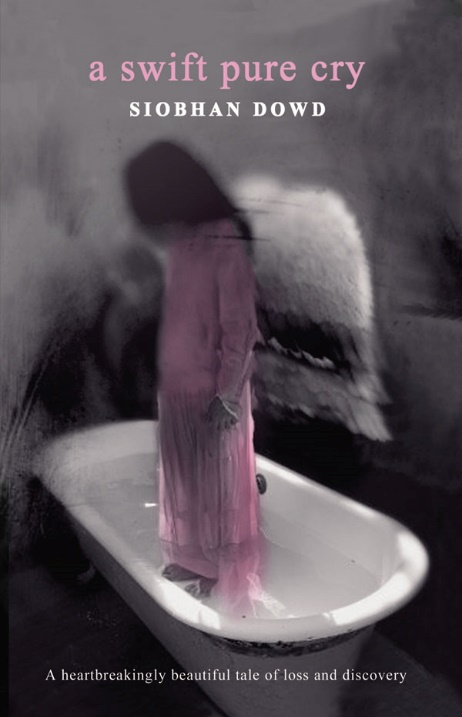 a swift pure cry
SIOBHAN DOWD
A heartbreakingly beautiful tale of loss and discovery